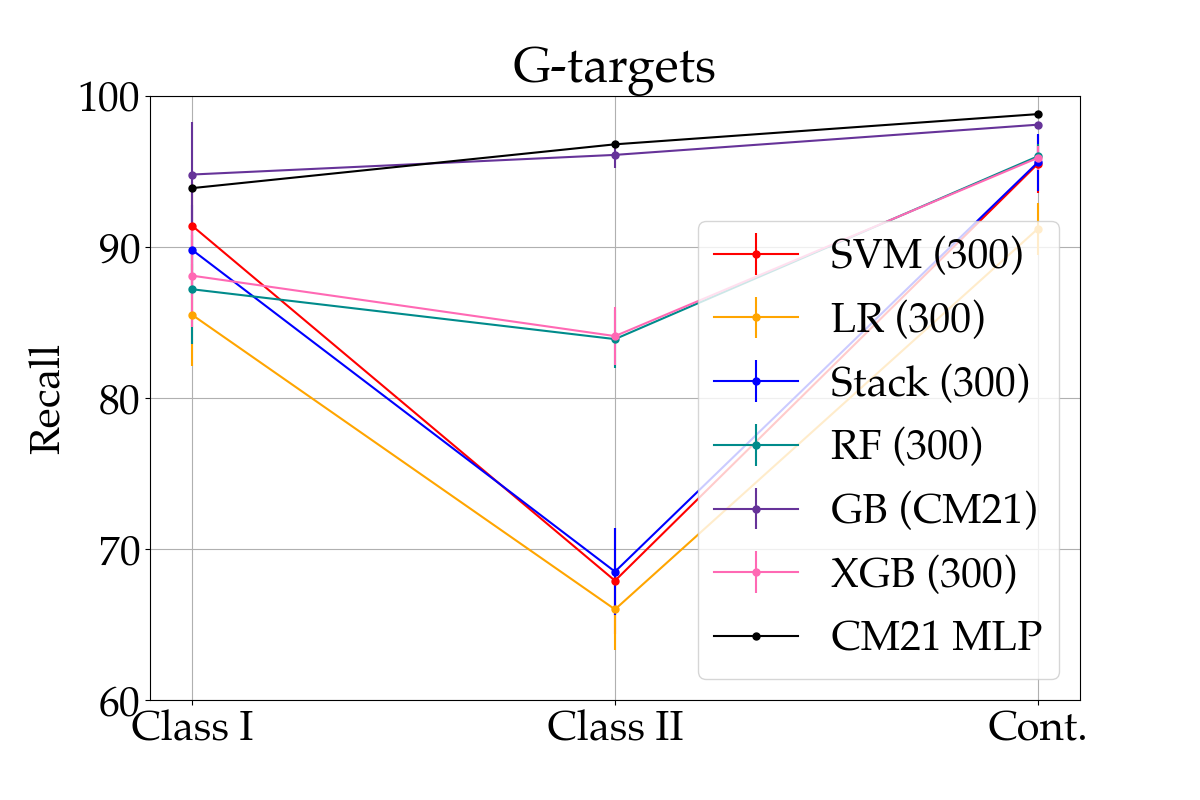 G-targets
100
90
80
70
60
Recall
Class I
Class II
Cont.
SVM (300)
LR (300)
Stack (300)
RF (300)
GB (CM21)
XGB (300)
CM21 MLP